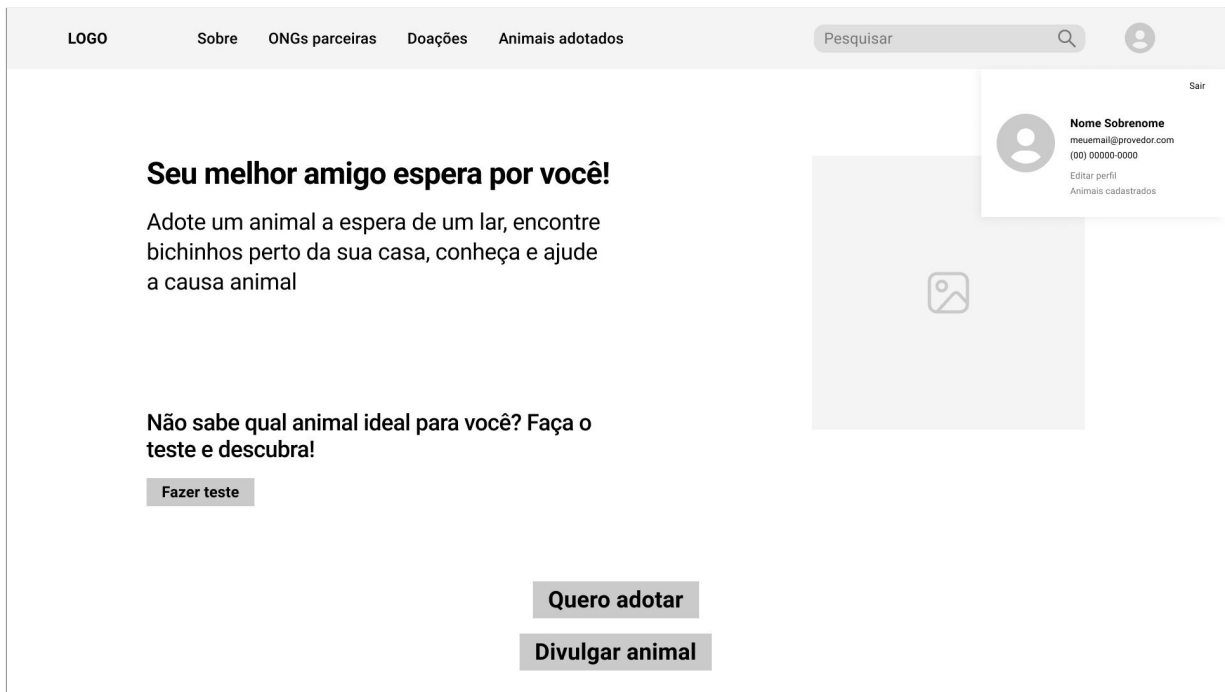 LOGO
Sobre
ONGs parceiras
Doações
Animais adotados
Pesquisar
Sair
Nome Sobrenome
meuemail@provedor.com
(00) 00000-0000
Editar perfil
Animais cadastrados
Seu melhor amigo espera por você!
Adote um animal a espera de um lar, encontre
bichinhos perto da sua casa, conheça e ajude
a causa animal
Não sabe qual animal ideal para você? Faça o
teste e descubra!
Fazer teste
Quero adotar
Divulgar animal